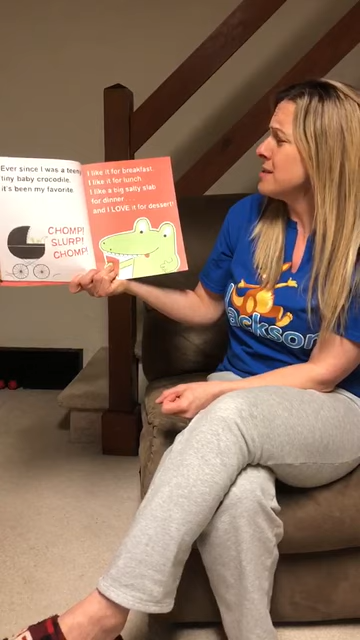 Ever since I was a teeny
tiny baby crocodile,
it's been my favorite
CHOMP!
SLURP!
CHOMP!
I like it for breakfast.
I like it for lunch.
I like a big salty slab
for dinner
and I LOVE it for dessert!
Jackson